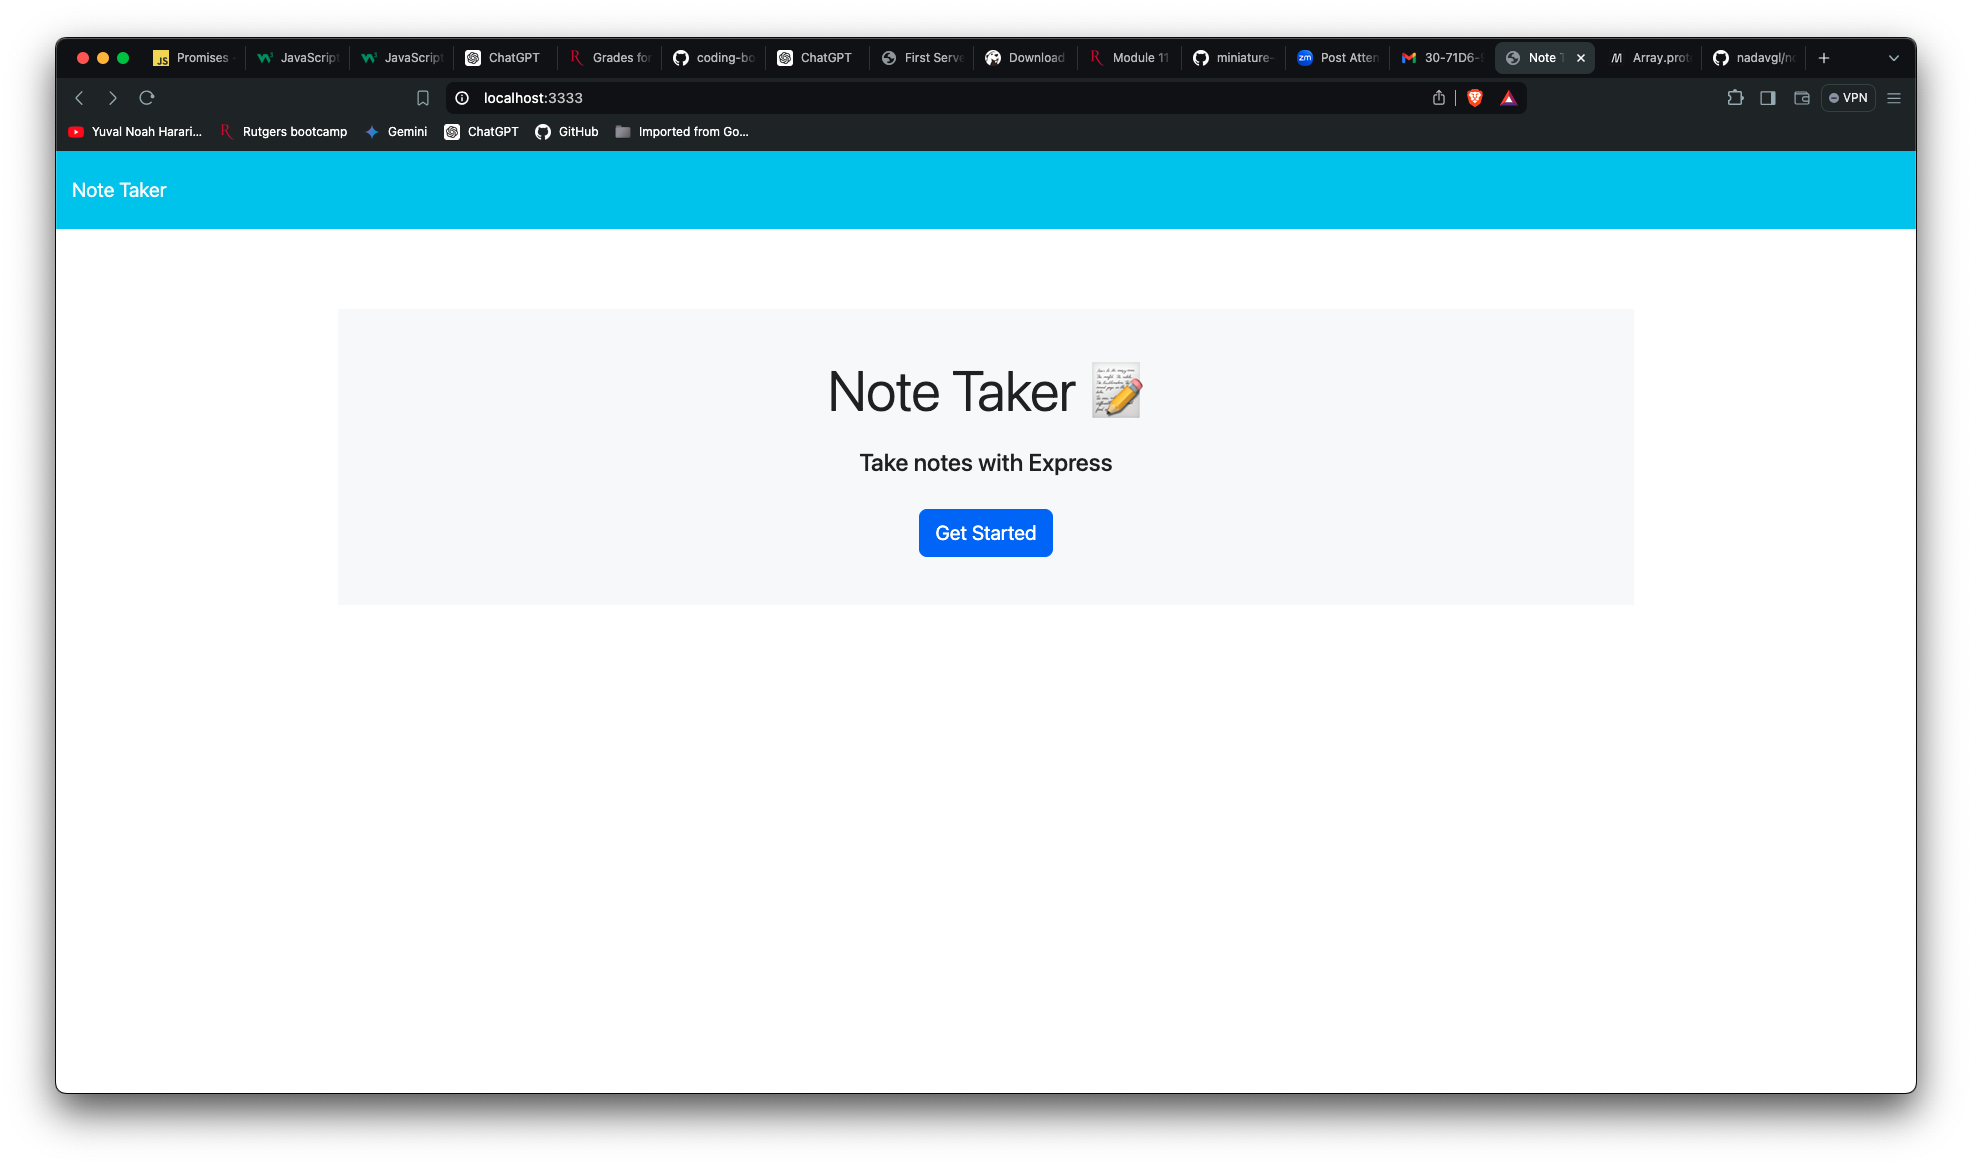 Promises
JavaScript
JavaScript
ChatGPT
Grades for
coding-bo
ChatGPT
First Serve
Download
Module 11
miniature-
Post Atten
30-71D6-
Note
Array.prot
nadavgl/no
localhost:3333
VPN
Yuval Noah Harari...
Rutgers bootcamp
Gemini
ChatGPT
GitHub
Imported from Go...
Note Taker
Note Taker 📝
Take notes with Express
Get Started